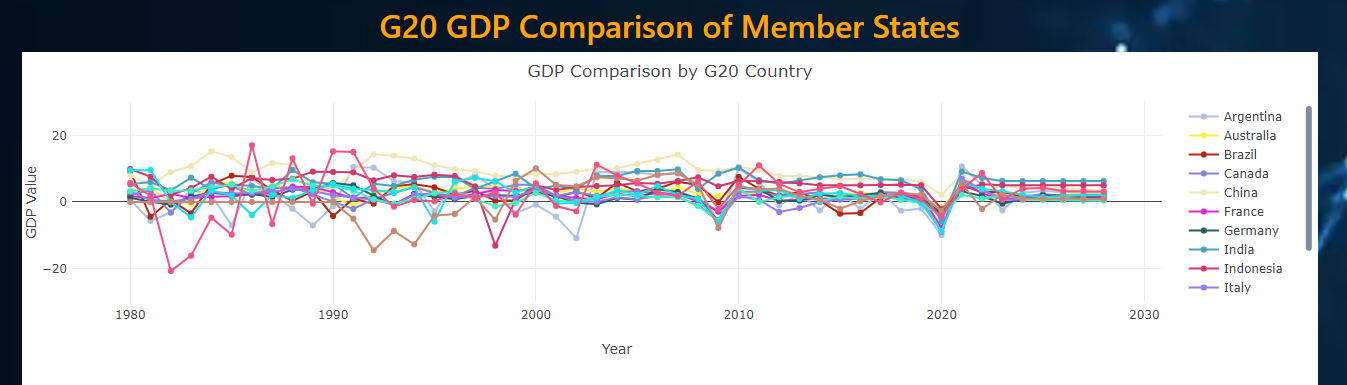 G20 GDP Comparison of Member States
GDP Comparison by G20 Country
GDP Value
20
0
−20
1980
1990
2000
2010
2020
2030
Year
Argentina
Australia
Brazil
Canada
China
France
Germany
India
Indonesia
Italy